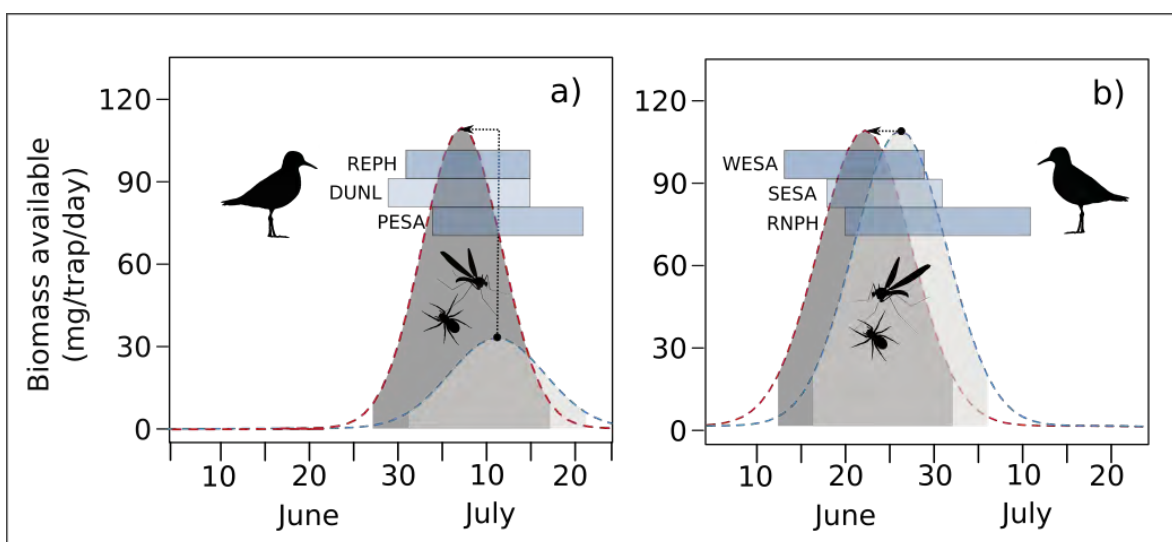 a)
120
90
60
30
0
REPH
DUNL
PESA
Biomass available
(mg/trap/day)
10 20 30 10 20
June July
b)
120
90
60
30
0
WESA
SESA
RNPH
10 20 30 10 20
June July